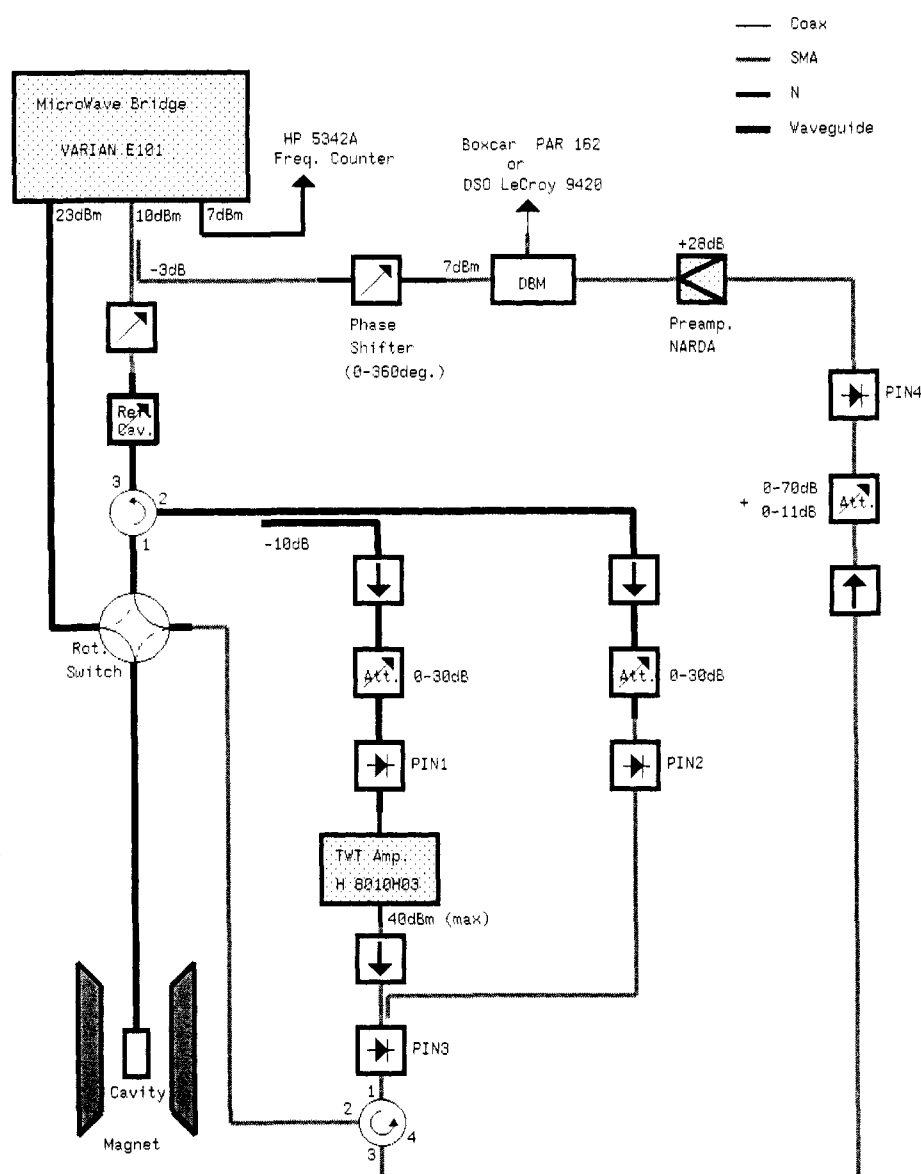 Coax
SMA
N
Waveguide
MicroWave Bridge
VARIAN E101
HP 5342A
Freq. Counter
Boxcar PAR 162
or
DSO LeCroy 9420
23dBm
10dBm
7dBm
-3dB
7dBm
DBM
+28dB
Phase
Shifter
(0-360deg.)
Preamp.
NARDA
PIN4
Ref.
Cav.
3
2
1
-10dB
0-70dB
+
0-11dB
Att.
Rot.
Switch
Att.
0-30dB
Att.
0-30dB
PIN1
PIN2
TWT Amp.
H 8010H03
40dBm (max)
PIN3
Cavity
Magnet
1
2
4
3